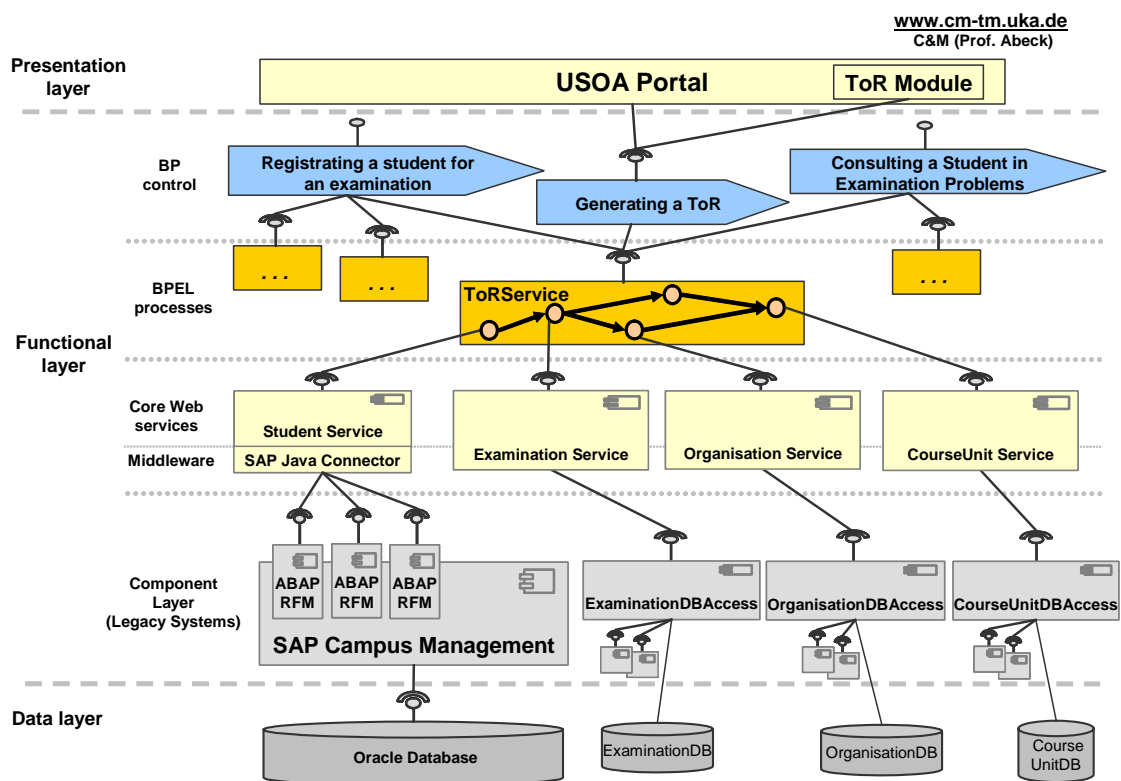 www.cm-tm.uka.de
C&M (Prof. Abeck)
Presentation
layer
USOA Portal
ToR Module
BP
control
Registrating a student for
an examination
Generating a ToR
Consulting a Student in
Examination Problems
. . .
. . .
. . .
BPEL
processes
ToRService
Functional
layer
Core Web
services
Student Service
Examination Service
Organisation Service
CourseUnit Service
Middleware
SAP Java Connector
Component
Layer
(Legacy Systems)
ABAP
RFM
ABAP
RFM
ABAP
RFM
SAP Campus Management
ExaminationDBAccess
OrganisationDBAccess
CourseUnitDBAccess
Data layer
Oracle Database
ExaminationDB
OrganisationDB
Course
UnitDB